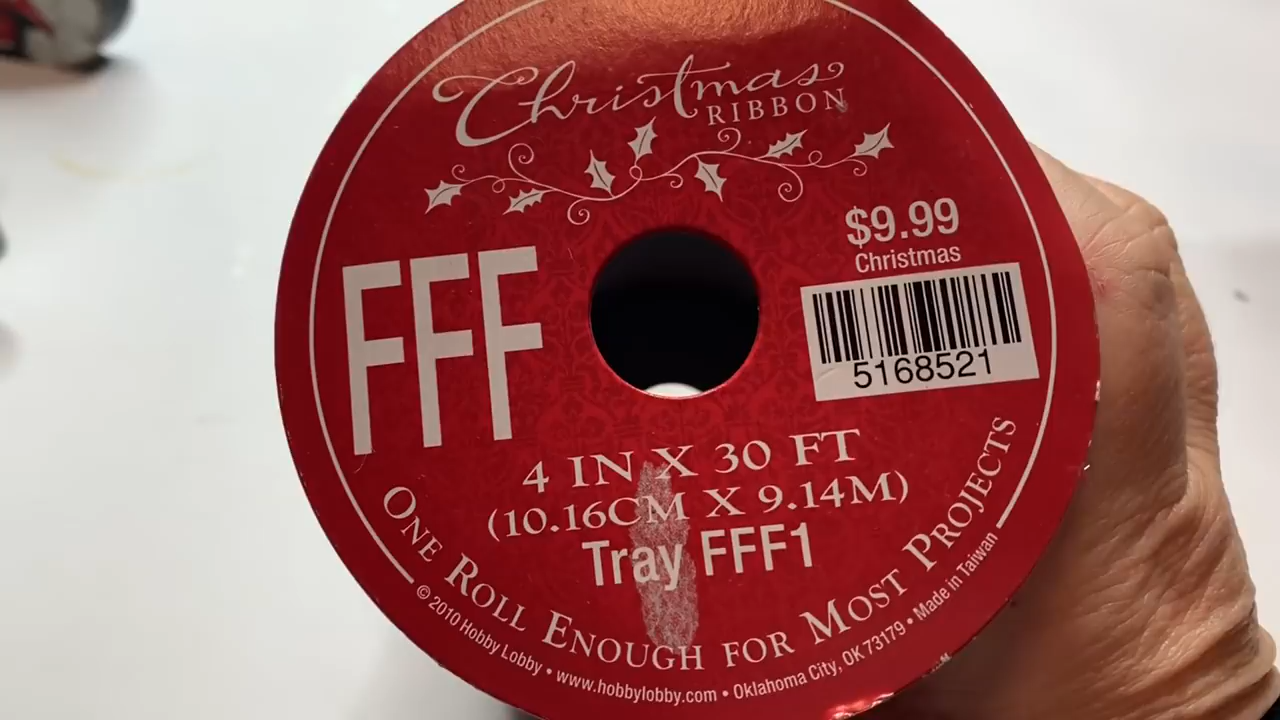 Christmas
RIBBON
$9.99
Christmas
FFF
5168521
4 IN X 30 FT
(10.16CM X 9.14M)
Tray FFF1
ONE ROLL ENOUGH FOR MOST PROJECTS
© 2010 Hobby Lobby • www.hobbylobby.com • Oklahoma City, OK 73179 • Made in Taiwan